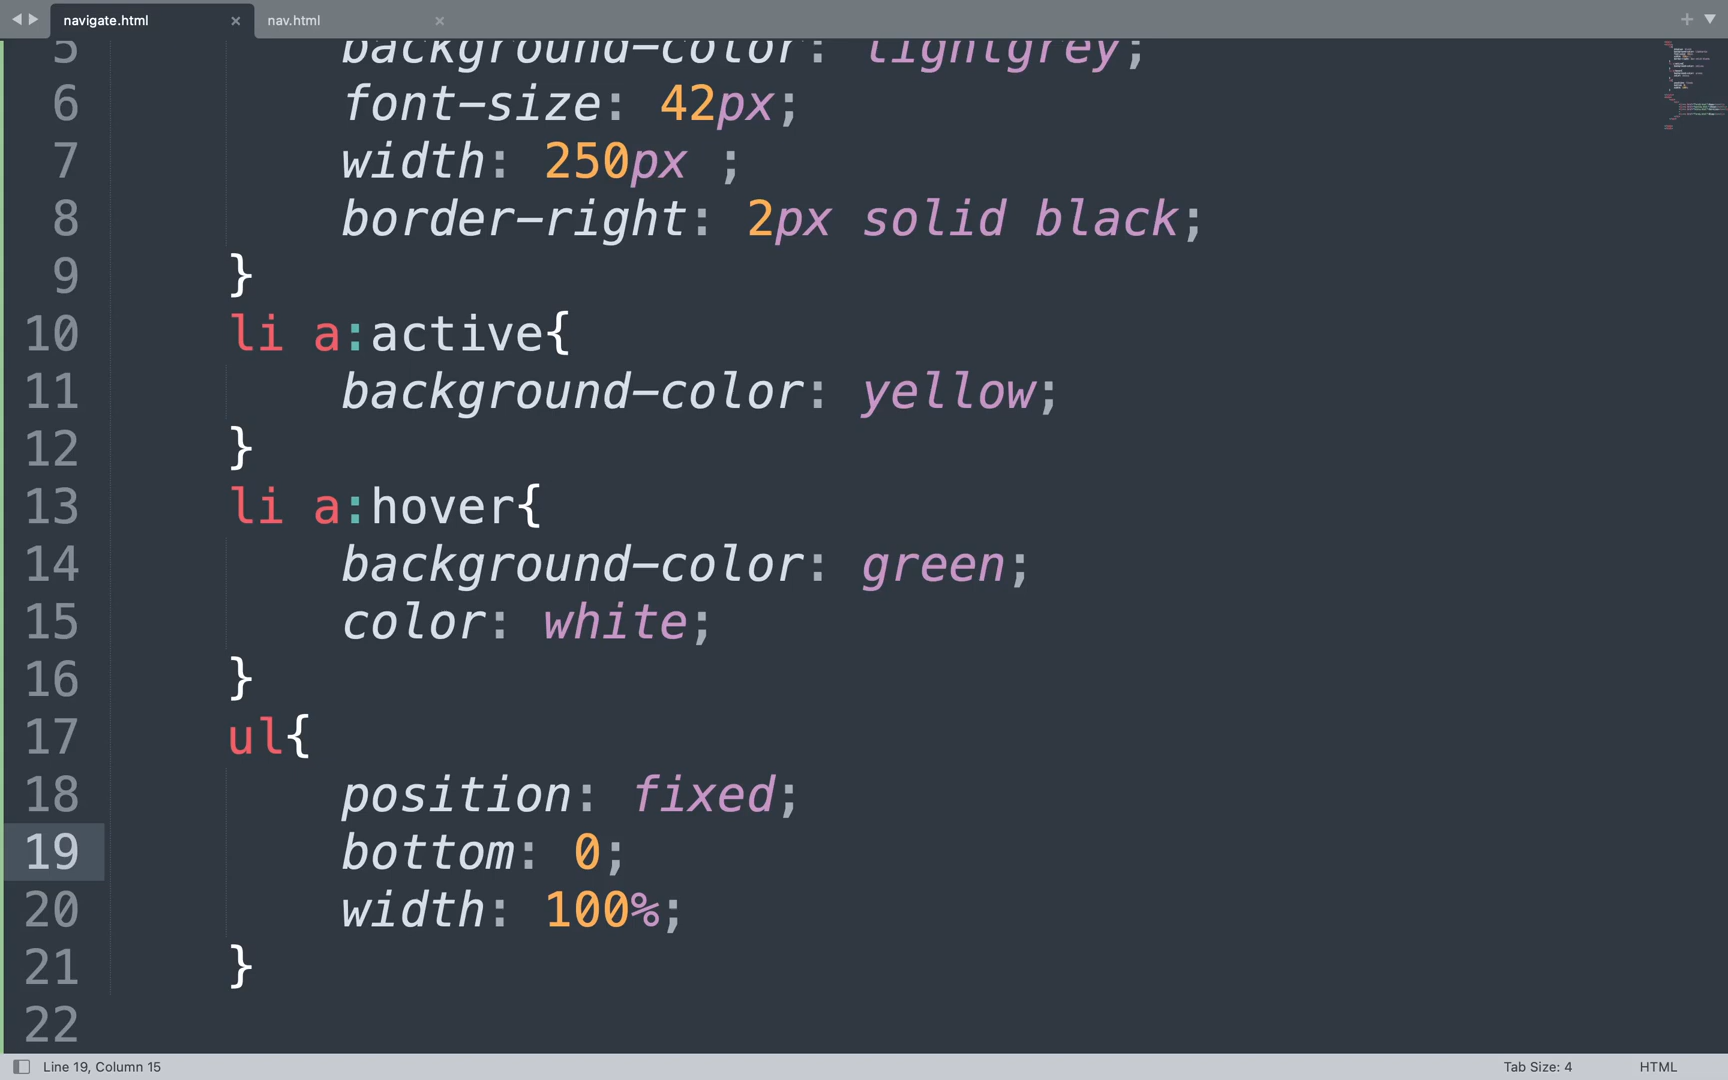 navigate.html
nav.html
5 background-color: lightgrey;
6 font-size: 42px;
7 width: 250px ;
8 border-right: 2px solid black;
9 }
10 li a:active{
11 background-color: yellow;
12 }
13 li a:hover{
14 background-color: green;
15 color: white;
16 }
17 ul{
18 position: fixed;
19 bottom: 0;
20 width: 100%;
21 }
22
Line 19, Column 15
Tab Size: 4
HTML